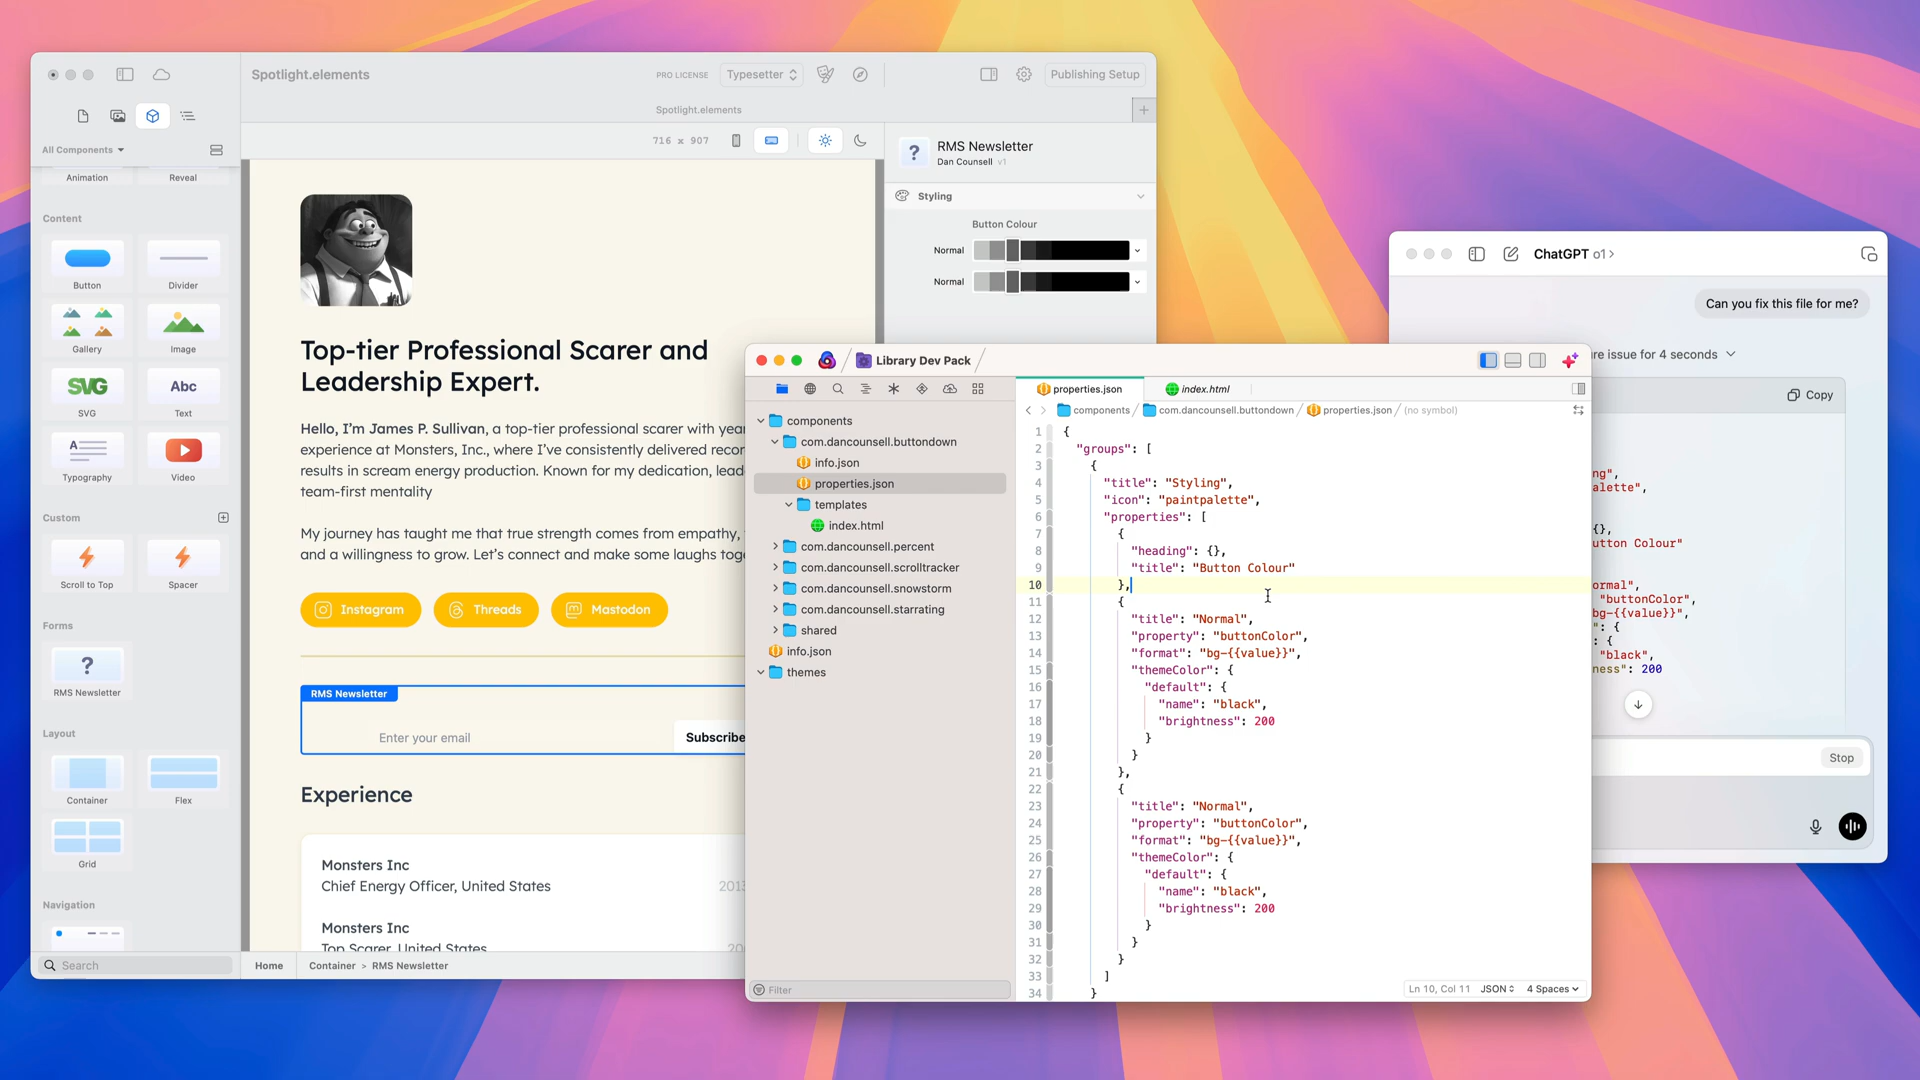 Spotlight.elements
PRO LICENSE
Typesetter
Publishing Setup
Spotlight.elements
All Components
716 x 907
Animation
Reveal
Content
Button
Divider
Gallery
Image
SVG
SVG
Abc
Text
A
Typography
Video
Custom
Scroll to Top
Spacer
Forms
?
RMS Newsletter
Layout
Container
Flex
Grid
Navigation
Search
Top-tier Professional Scarer and
Leadership Expert.
Hello, I'm James P. Sullivan, a top-tier professional scarer with
experience at Monsters, Inc., where I've consistently delivered
results in scream energy production. Known for my dedication,
team-first mentality
My journey has taught me that true strength comes from empathy,
and a willingness to grow. Let's connect and make some laughs
Instagram
Threads
Mastodon
RMS Newsletter
Enter your email
Subscribe
Experience
Monsters Inc
Chief Energy Officer, United States
Monsters Inc
Top Scarer, United States
Home
Container > RMS Newsletter
?
RMS Newsletter
Dan Counsell v1
Styling
Button Colour
Normal
Normal
Library Dev Pack
components
com.dancounsell.buttondown
info.json
properties.json
templates
index.html
com.dancounsell.percent
com.dancounsell.scrolltracker
com.dancounsell.snowstorm
com.dancounsell.starrating
shared
info.json
themes
Filter
properties.json
index.html
components
com.dancounsell.buttondown
properties.json
(no symbol)
1 {
2 "groups": [
3 {
4 "title": "Styling",
5 "icon": "paintpalette",
6 "properties": [
7 {
8 "heading": {},
9 "title": "Button Colour"
10 },
11 {
12 "title": "Normal",
13 "property": "buttonColor",
14 "format": "bg-{{value}}",
15 "themeColor": {
16 "default": {
17 "name": "black",
18 "brightness": 200
19 }
20 }
21 },
22 {
23 "title": "Normal",
24 "property": "buttonColor",
25 "format": "bg-{{value}}",
26 "themeColor": {
27 "default": {
28 "name": "black",
29 "brightness": 200
30 }
31 }
32 }
33 ]
34 }
Ln 10, Col 11
JSON
4 Spaces
ChatGPT o1 >
Can you fix this file for me?
issue for 4 seconds
Copy
ng",
alette",
{},
utton Colour"
ormal",
"buttonColor",
bg-{{value}}",
": {
: {
"black",
ness": 200
Stop